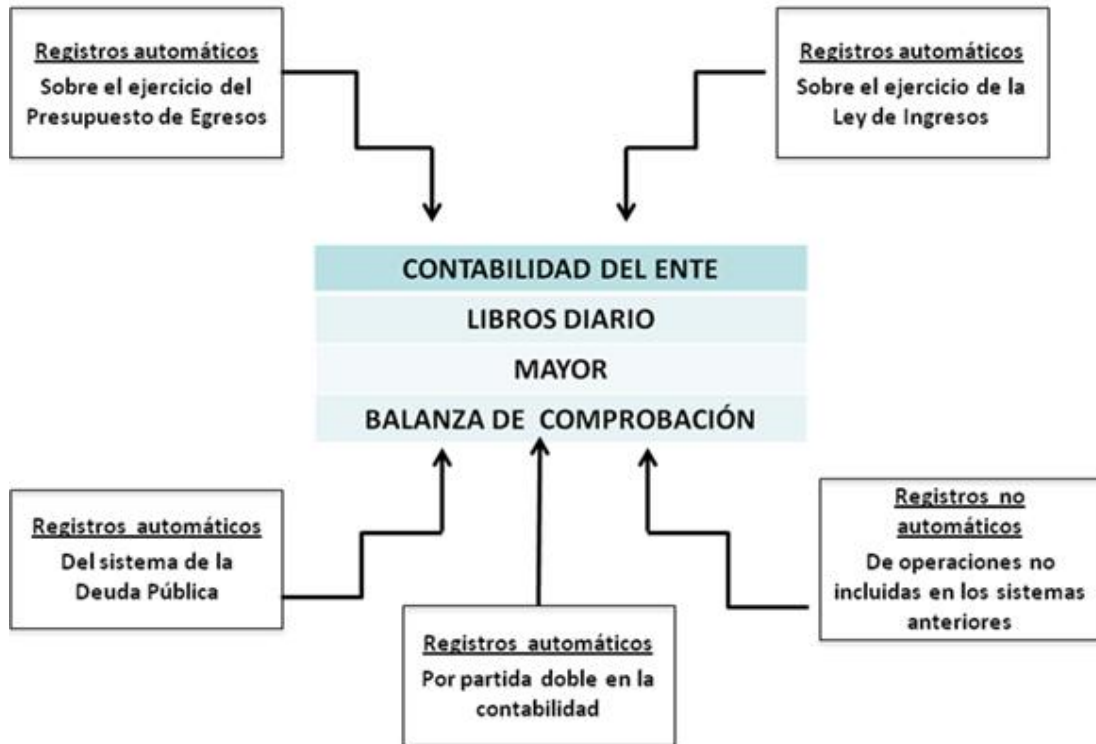 Registros automáticos
Sobre el ejercicio del
Presupuesto de Egresos
Registros automáticos
Sobre el ejercicio de la
Ley de Ingresos
CONTABILIDAD DEL ENTE
LIBROS DIARIO
MAYOR
BALANZA DE COMPROBACIÓN
Registros automáticos
Del sistema de la
Deuda Pública
Registros automáticos
Por partida doble en la
contabilidad
Registros no
automáticos
De operaciones no
incluidas en los sistemas
anteriores